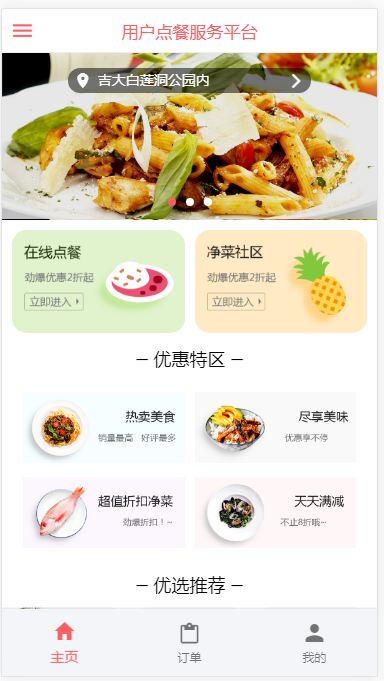 用户点餐服务平台
吉大白莲洞公园内
在线点餐
劲爆优惠2折起
立即进入
净菜社区
劲爆优惠2折起
立即进入
─ 优惠特区 ─
热卖美食
销量最高 好评最多
尽享美味
优惠享不停
超值折扣净菜
劲爆折扣！~
天天满减
不止8折哦~
─ 优选推荐 ─
主页
订单
我的